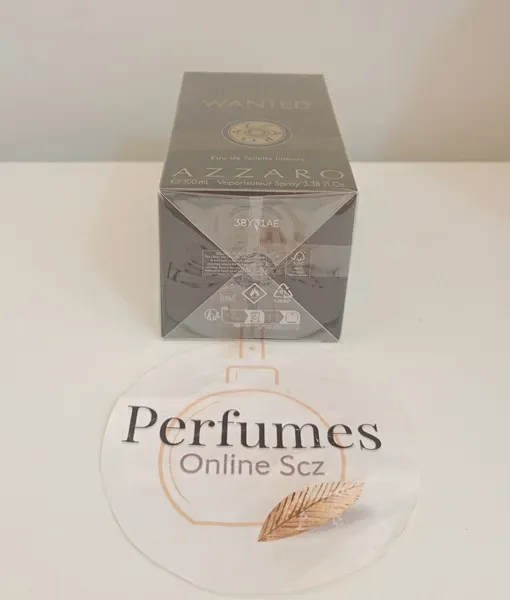 WANTED
Eau de Toilette Intense
AZZARO
℮ 100 mL Vaporisateur Spray 3.38 Fl.Oz.
38Y31AE
Perfumes
Online Scz